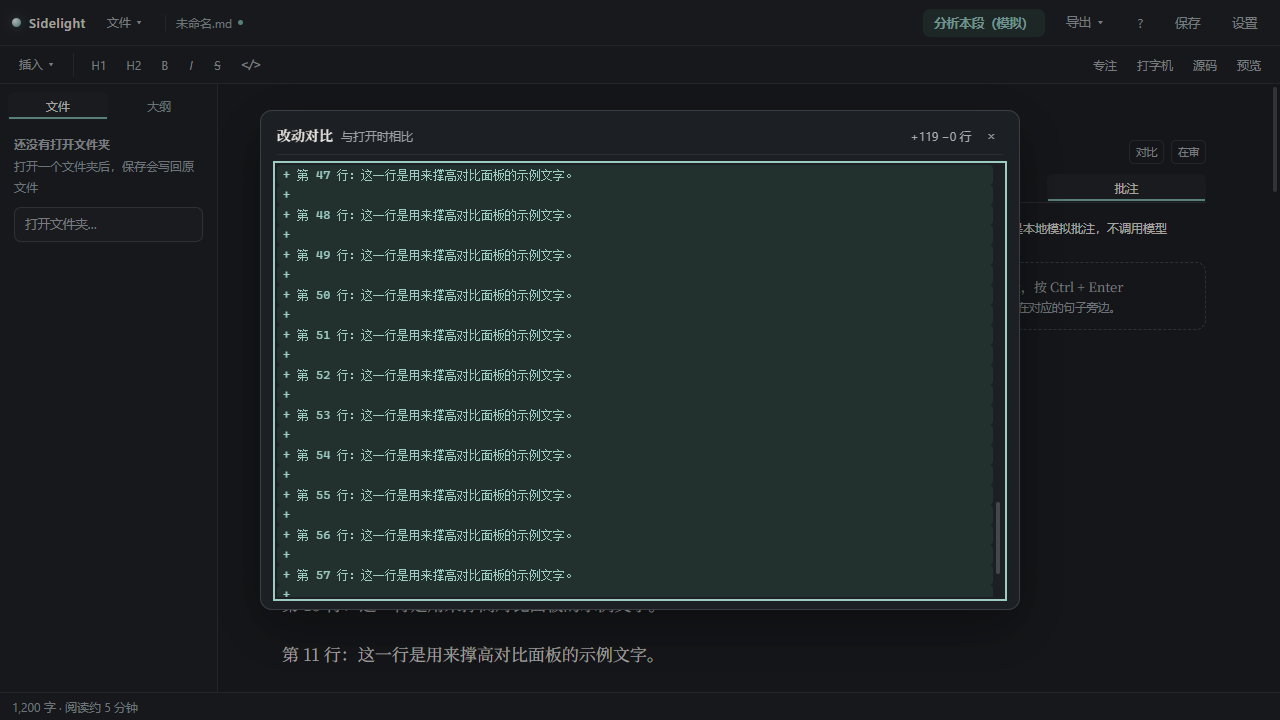 Sidelight 文件 未命名.md 分析本段（模拟） 导出 ? 保存 设置
插入 H1 H2 B I S </> 专注 打字机 源码 预览
文件 大纲
还没有打开文件夹
打开一个文件夹后，保存会写回原
文件
打开文件夹...
改动对比 与打开时相比 +119 −0 行 ×
+ 第 47 行：这一行是用来撑高对比面板的示例文字。
+
+ 第 48 行：这一行是用来撑高对比面板的示例文字。
+
+ 第 49 行：这一行是用来撑高对比面板的示例文字。
+
+ 第 50 行：这一行是用来撑高对比面板的示例文字。
+
+ 第 51 行：这一行是用来撑高对比面板的示例文字。
+
+ 第 52 行：这一行是用来撑高对比面板的示例文字。
+
+ 第 53 行：这一行是用来撑高对比面板的示例文字。
+
+ 第 54 行：这一行是用来撑高对比面板的示例文字。
+
+ 第 55 行：这一行是用来撑高对比面板的示例文字。
+
+ 第 56 行：这一行是用来撑高对比面板的示例文字。
+
+ 第 57 行：这一行是用来撑高对比面板的示例文字。
+
对比 在审
批注
本地模拟批注，不调用模型
，按 Ctrl + Enter
在对应的句子旁边。
第 11 行：这一行是用来撑高对比面板的示例文字。
1,200 字 · 阅读约 5 分钟